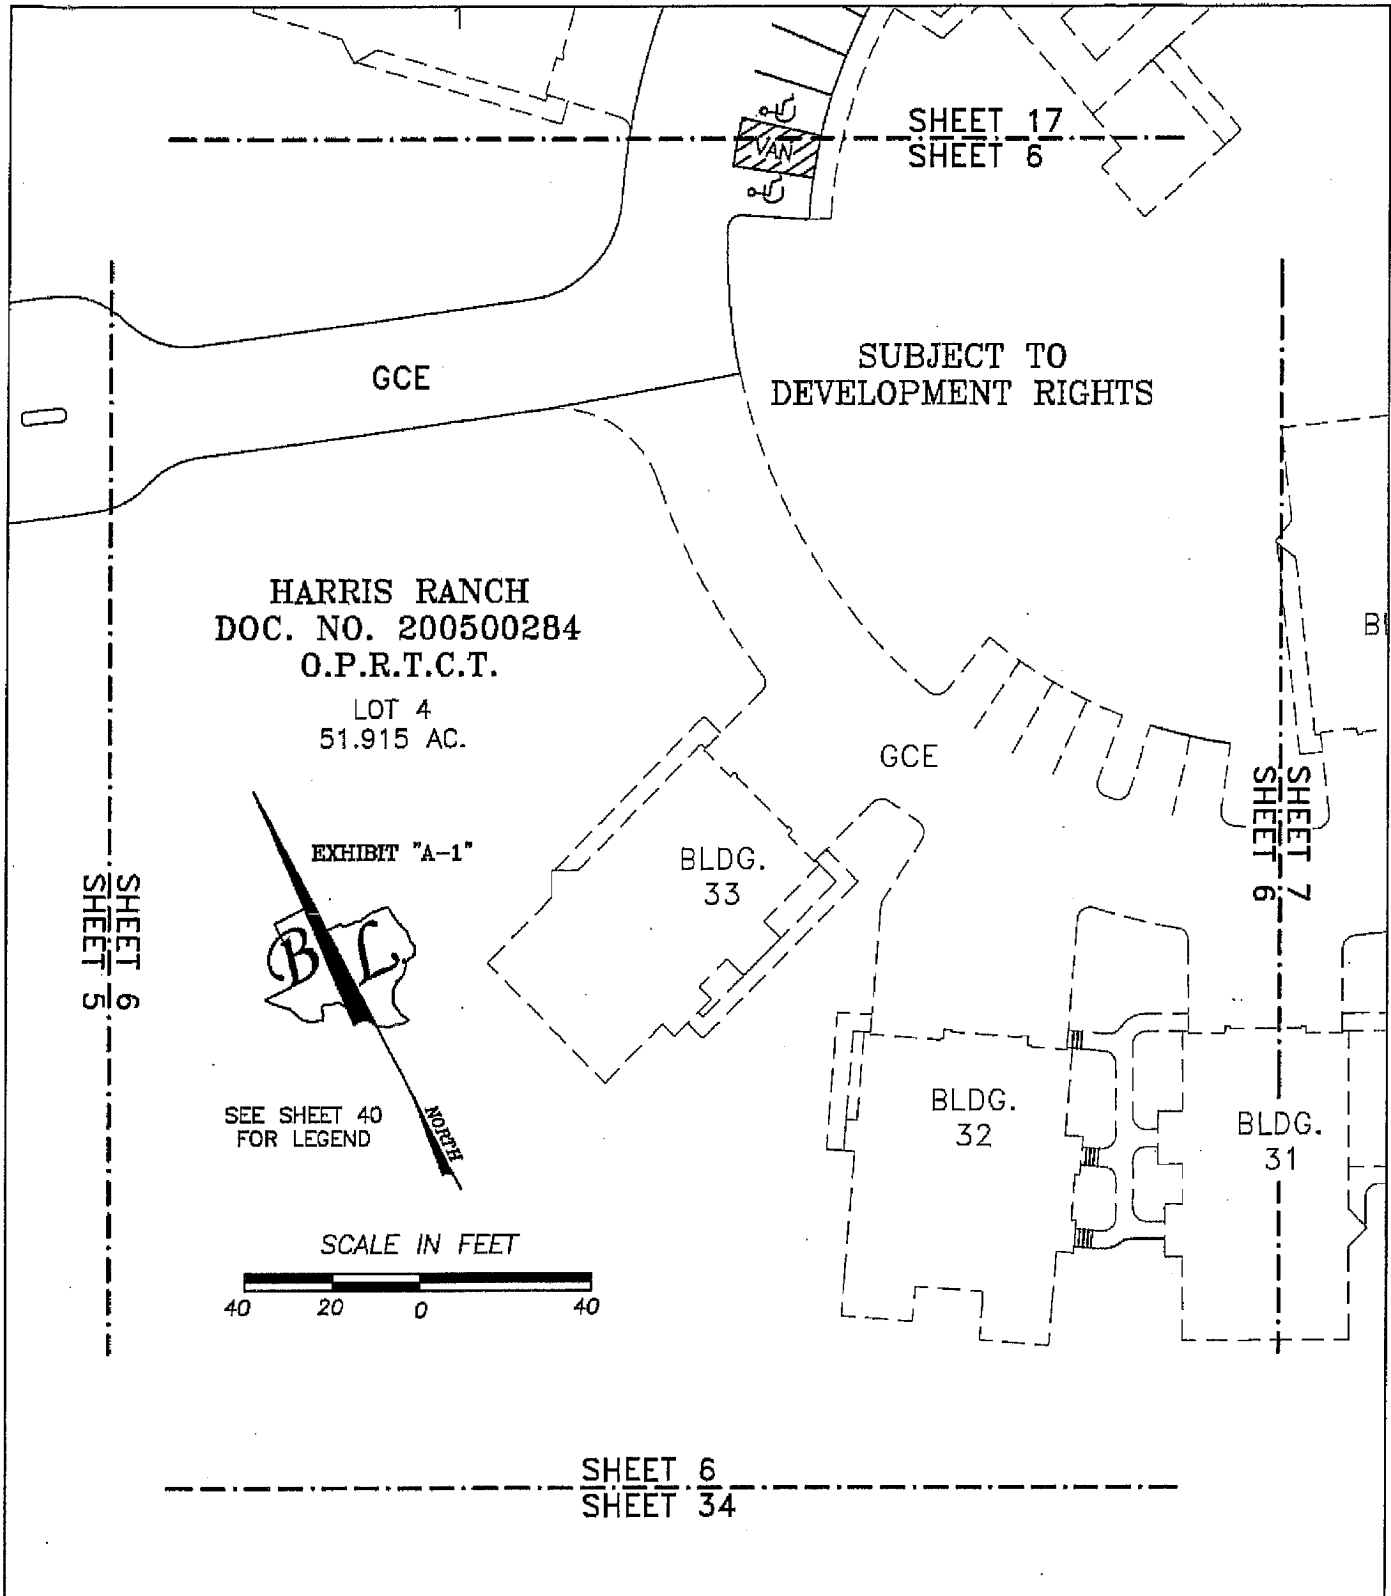 SHEET 17
SHEET 6
VAN
SUBJECT TO
DEVELOPMENT RIGHTS
GCE
HARRIS RANCH
DOC. NO. 200500284
O.P.R.T.C.T.
LOT 4
51.915 AC.
GCE
SHEET 7
SHEET 6
EXHIBIT "A-1"
BLDG.
33
SHEET 6
SHEET 5
B L.
SEE SHEET 40
FOR LEGEND
NORTH
BLDG.
32
BLDG.
31
SCALE IN FEET
40 20 0 40
SHEET 6
SHEET 34